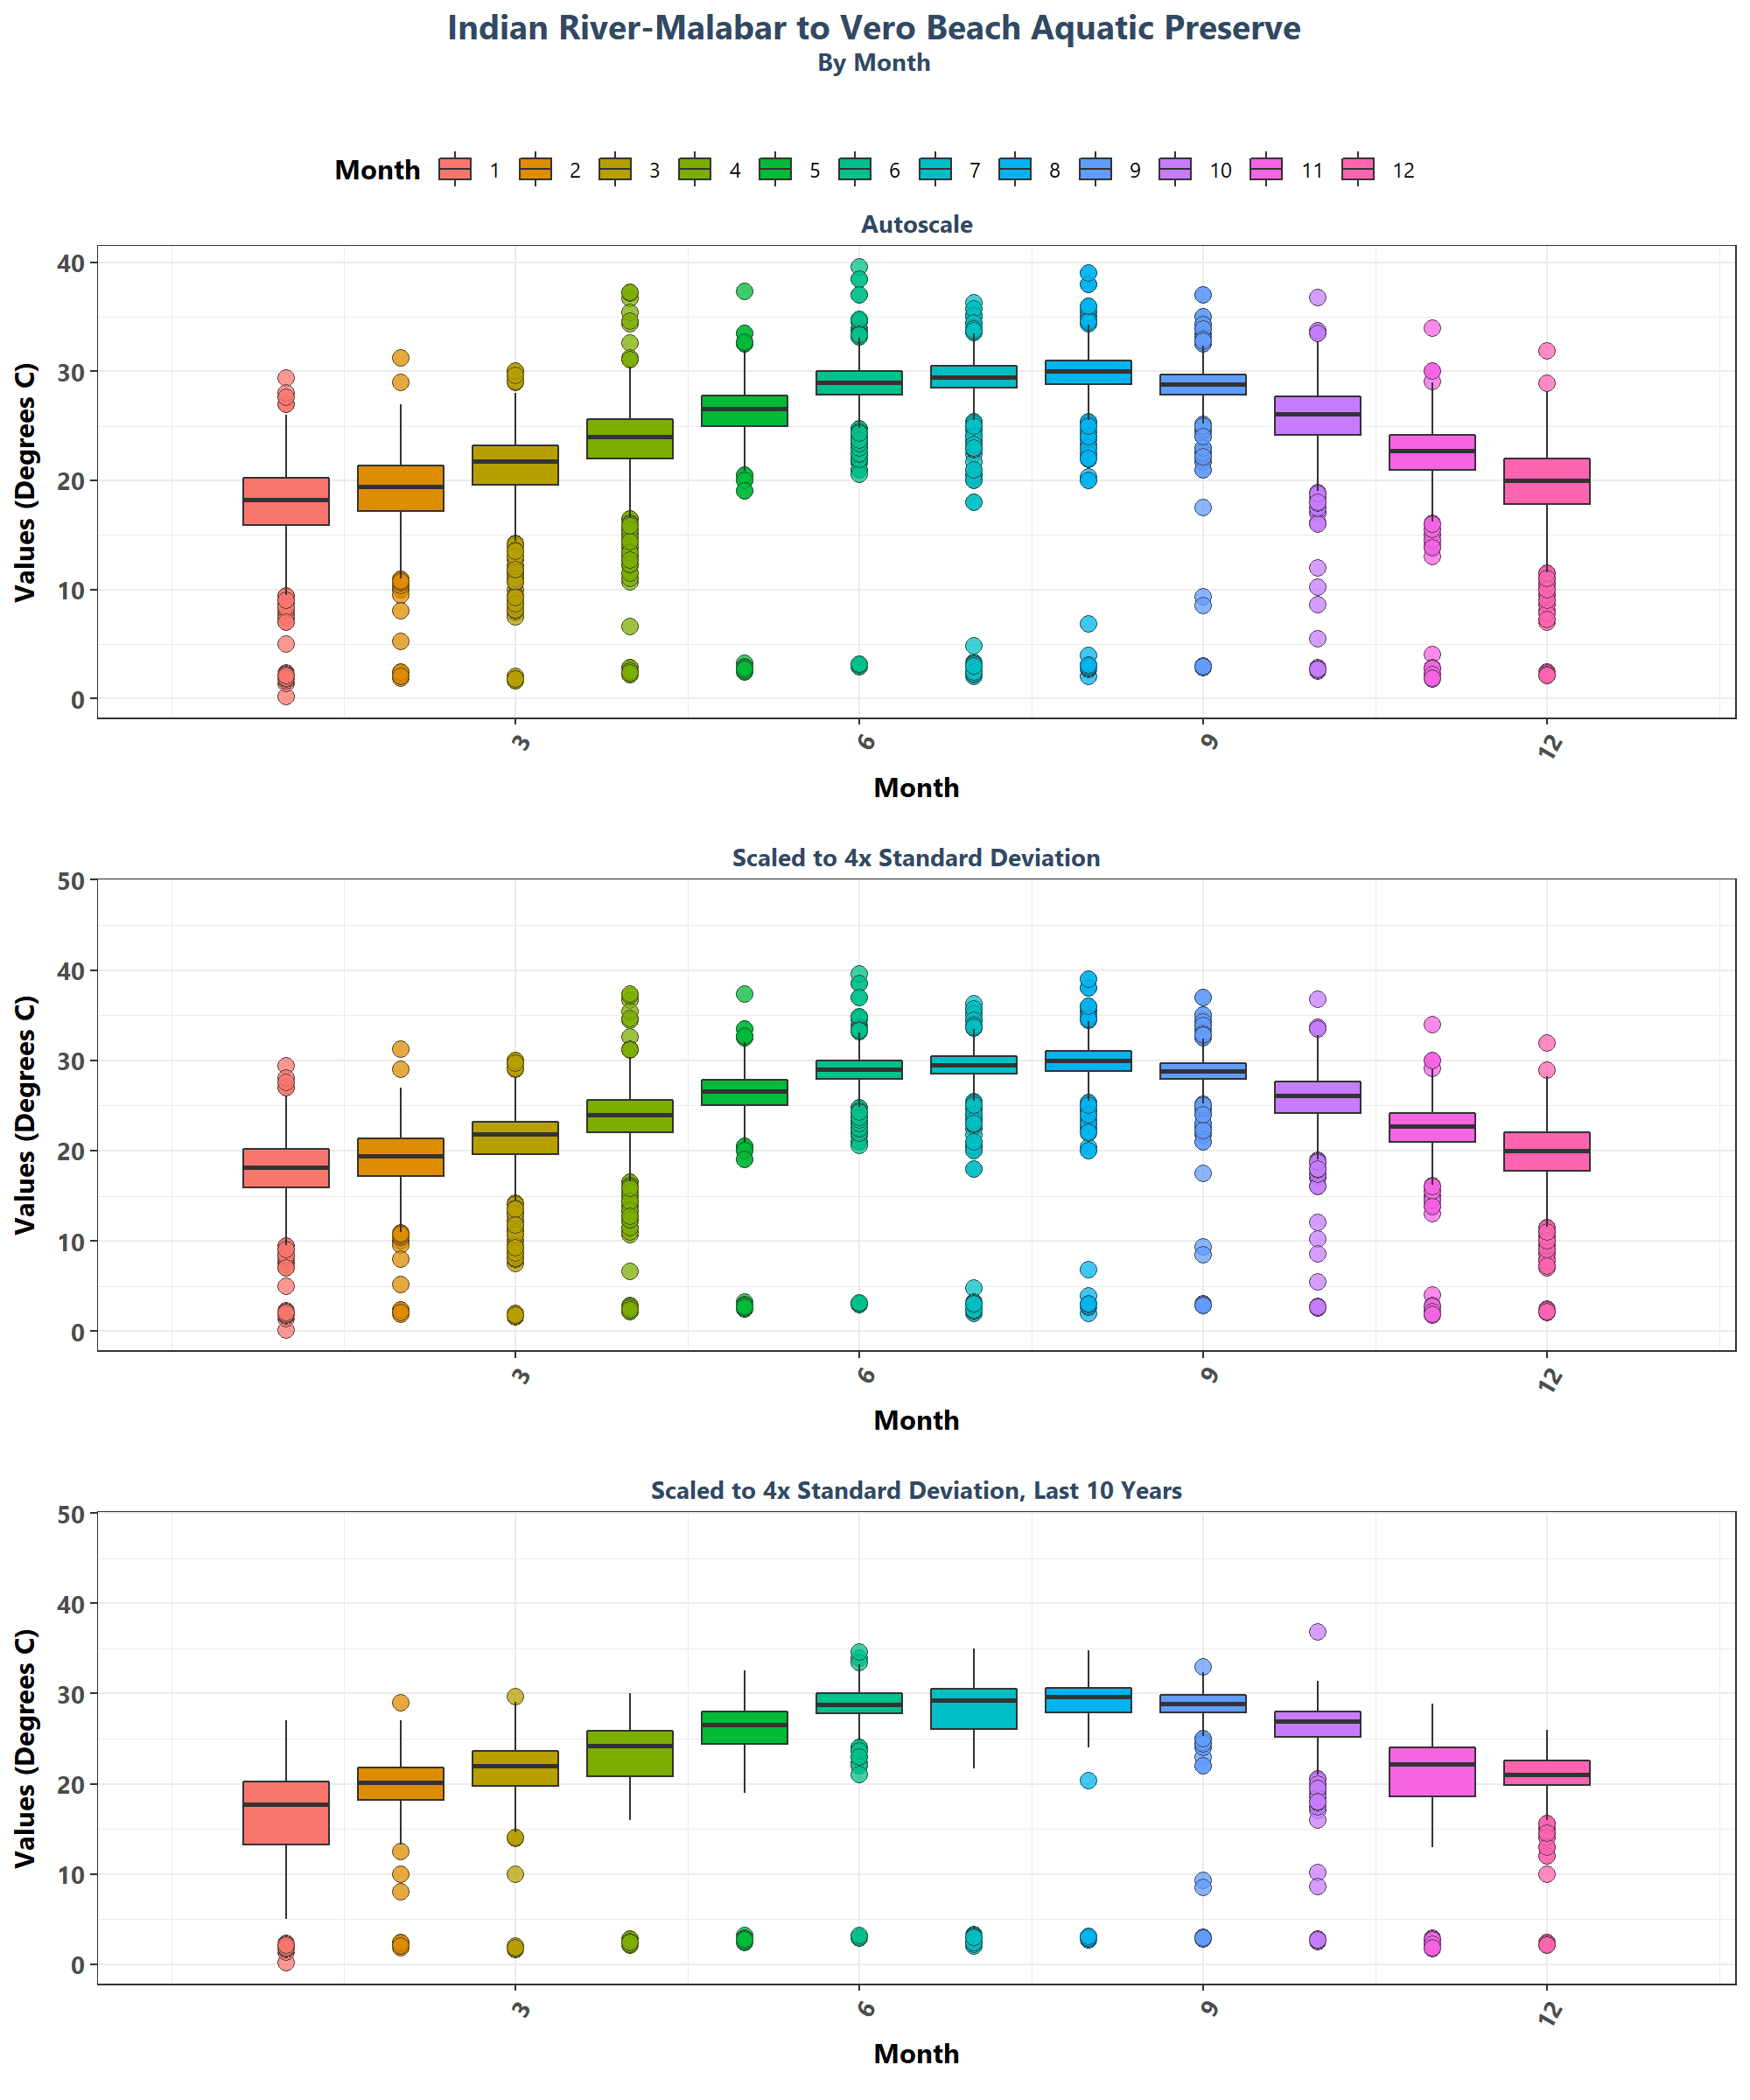 Indian River-Malabar to Vero Beach Aquatic Preserve
By Month
Month 1 2 3 4 5 6 7 8 9 10 11 12
Autoscale
Values (Degrees C)
40
30
20
10
0
3 6 9 12
Month
Scaled to 4x Standard Deviation
Values (Degrees C)
50
40
30
20
10
0
3 6 9 12
Month
Scaled to 4x Standard Deviation, Last 10 Years
Values (Degrees C)
50
40
30
20
10
0
3 6 9 12
Month